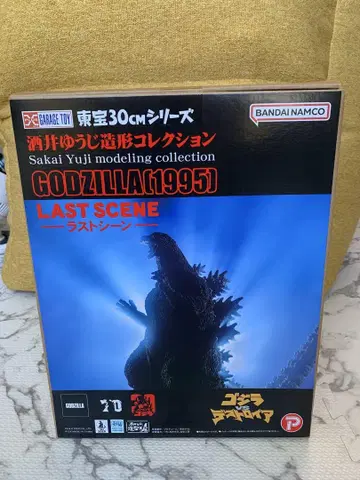 GARAGE TOY 東宝30cmシリーズ
BANDAI NAMCO
酒井ゆうじ造形コレクション
Sakai Yuji modeling collection
GODZILLA(1995)
LAST SCENE
ラストシーン
GODZILLA
ゴジラ
VS
デストロイア
P